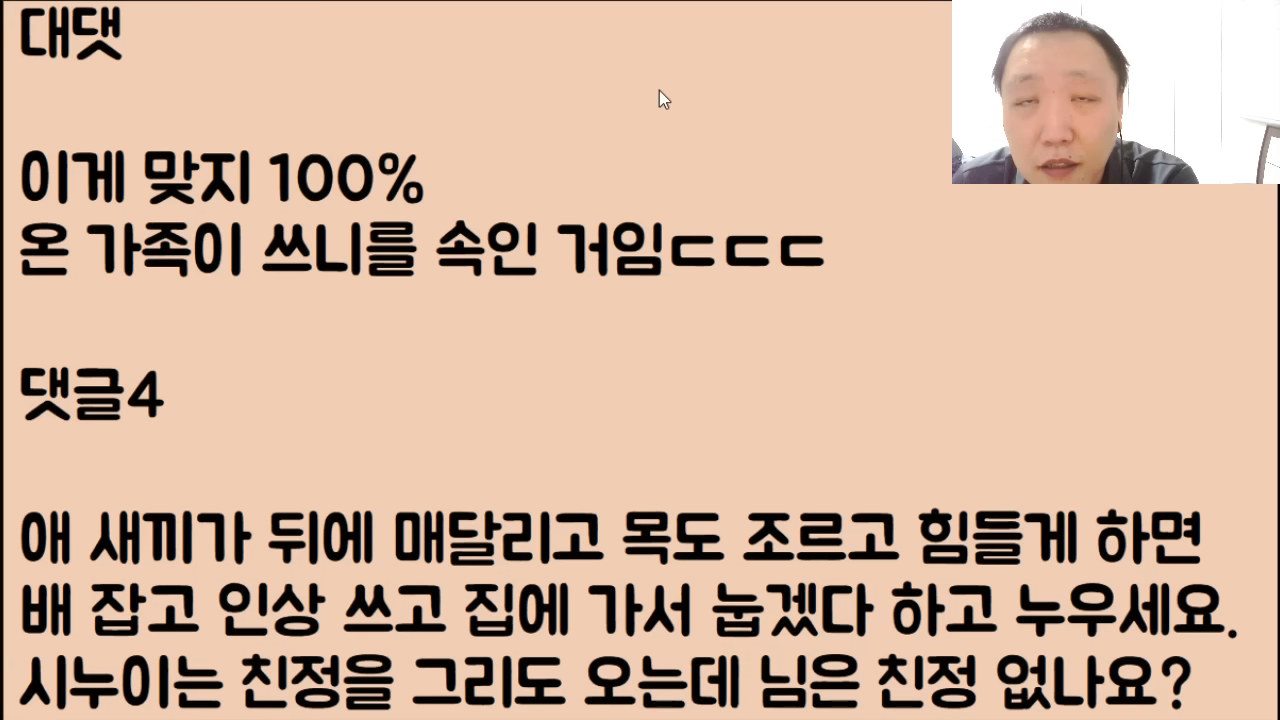 대댓
이게 맞지 100%
온 가족이 쓰니를 속인 거임ㄷㄷㄷ
댓글4
애 새끼가 뒤에 매달리고 목도 조르고 힘들게 하면
배 잡고 인상 쓰고 집에 가서 눕겠다 하고 누우세요.
시누이는 친정을 그리도 오는데 님은 친정 없나요?